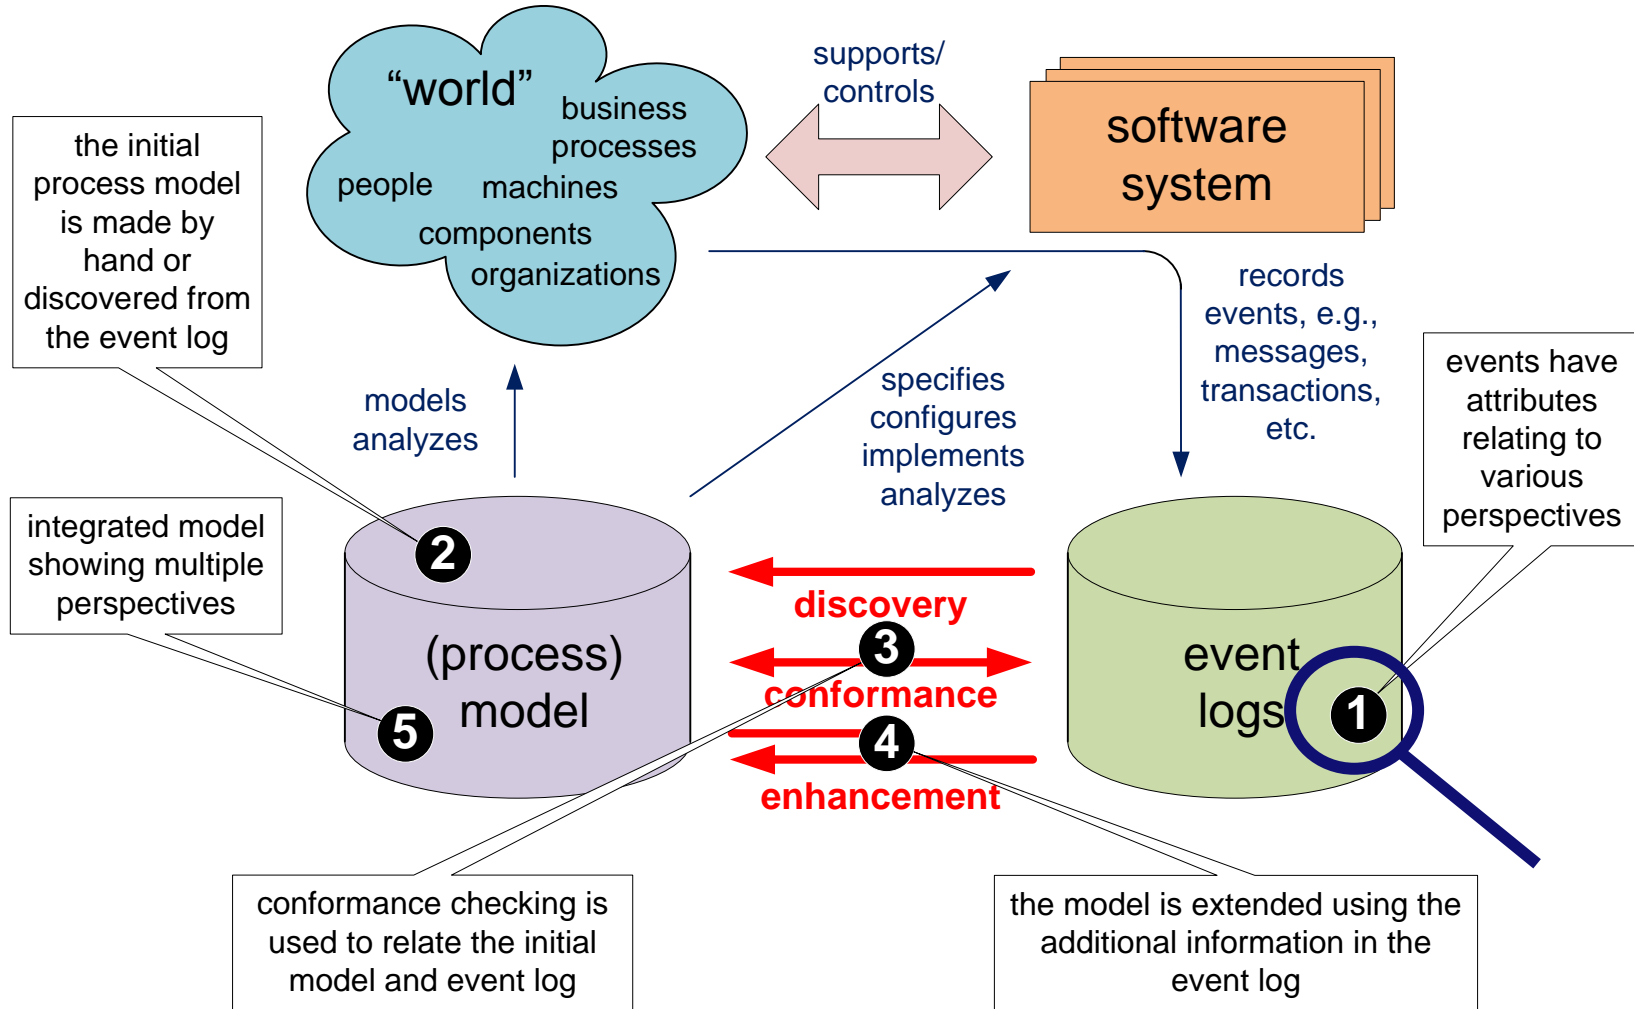 “world”
business
processes
people
machines
components
organizations
supports/
controls
software
system
the initial
process model
is made by
hand or
discovered from
the event log
records
events, e.g.,
messages,
transactions,
etc.
events have
attributes
relating to
various
perspectives
models
analyzes
specifies
configures
implements
analyzes
integrated model
showing multiple
perspectives
2
(process)
model
5
discovery
3
conformance
4
enhancement
event
logs
1
conformance checking is
used to relate the initial
model and event log
the model is extended using the
additional information in the
event log